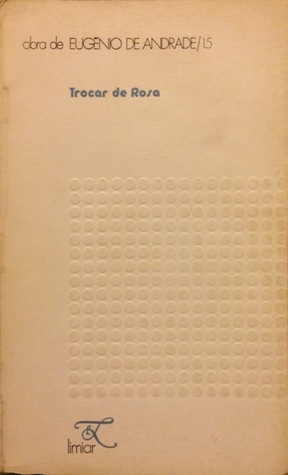 obra de EUGÉNIO DE ANDRADE/15
Trocar de Rosa
limiar